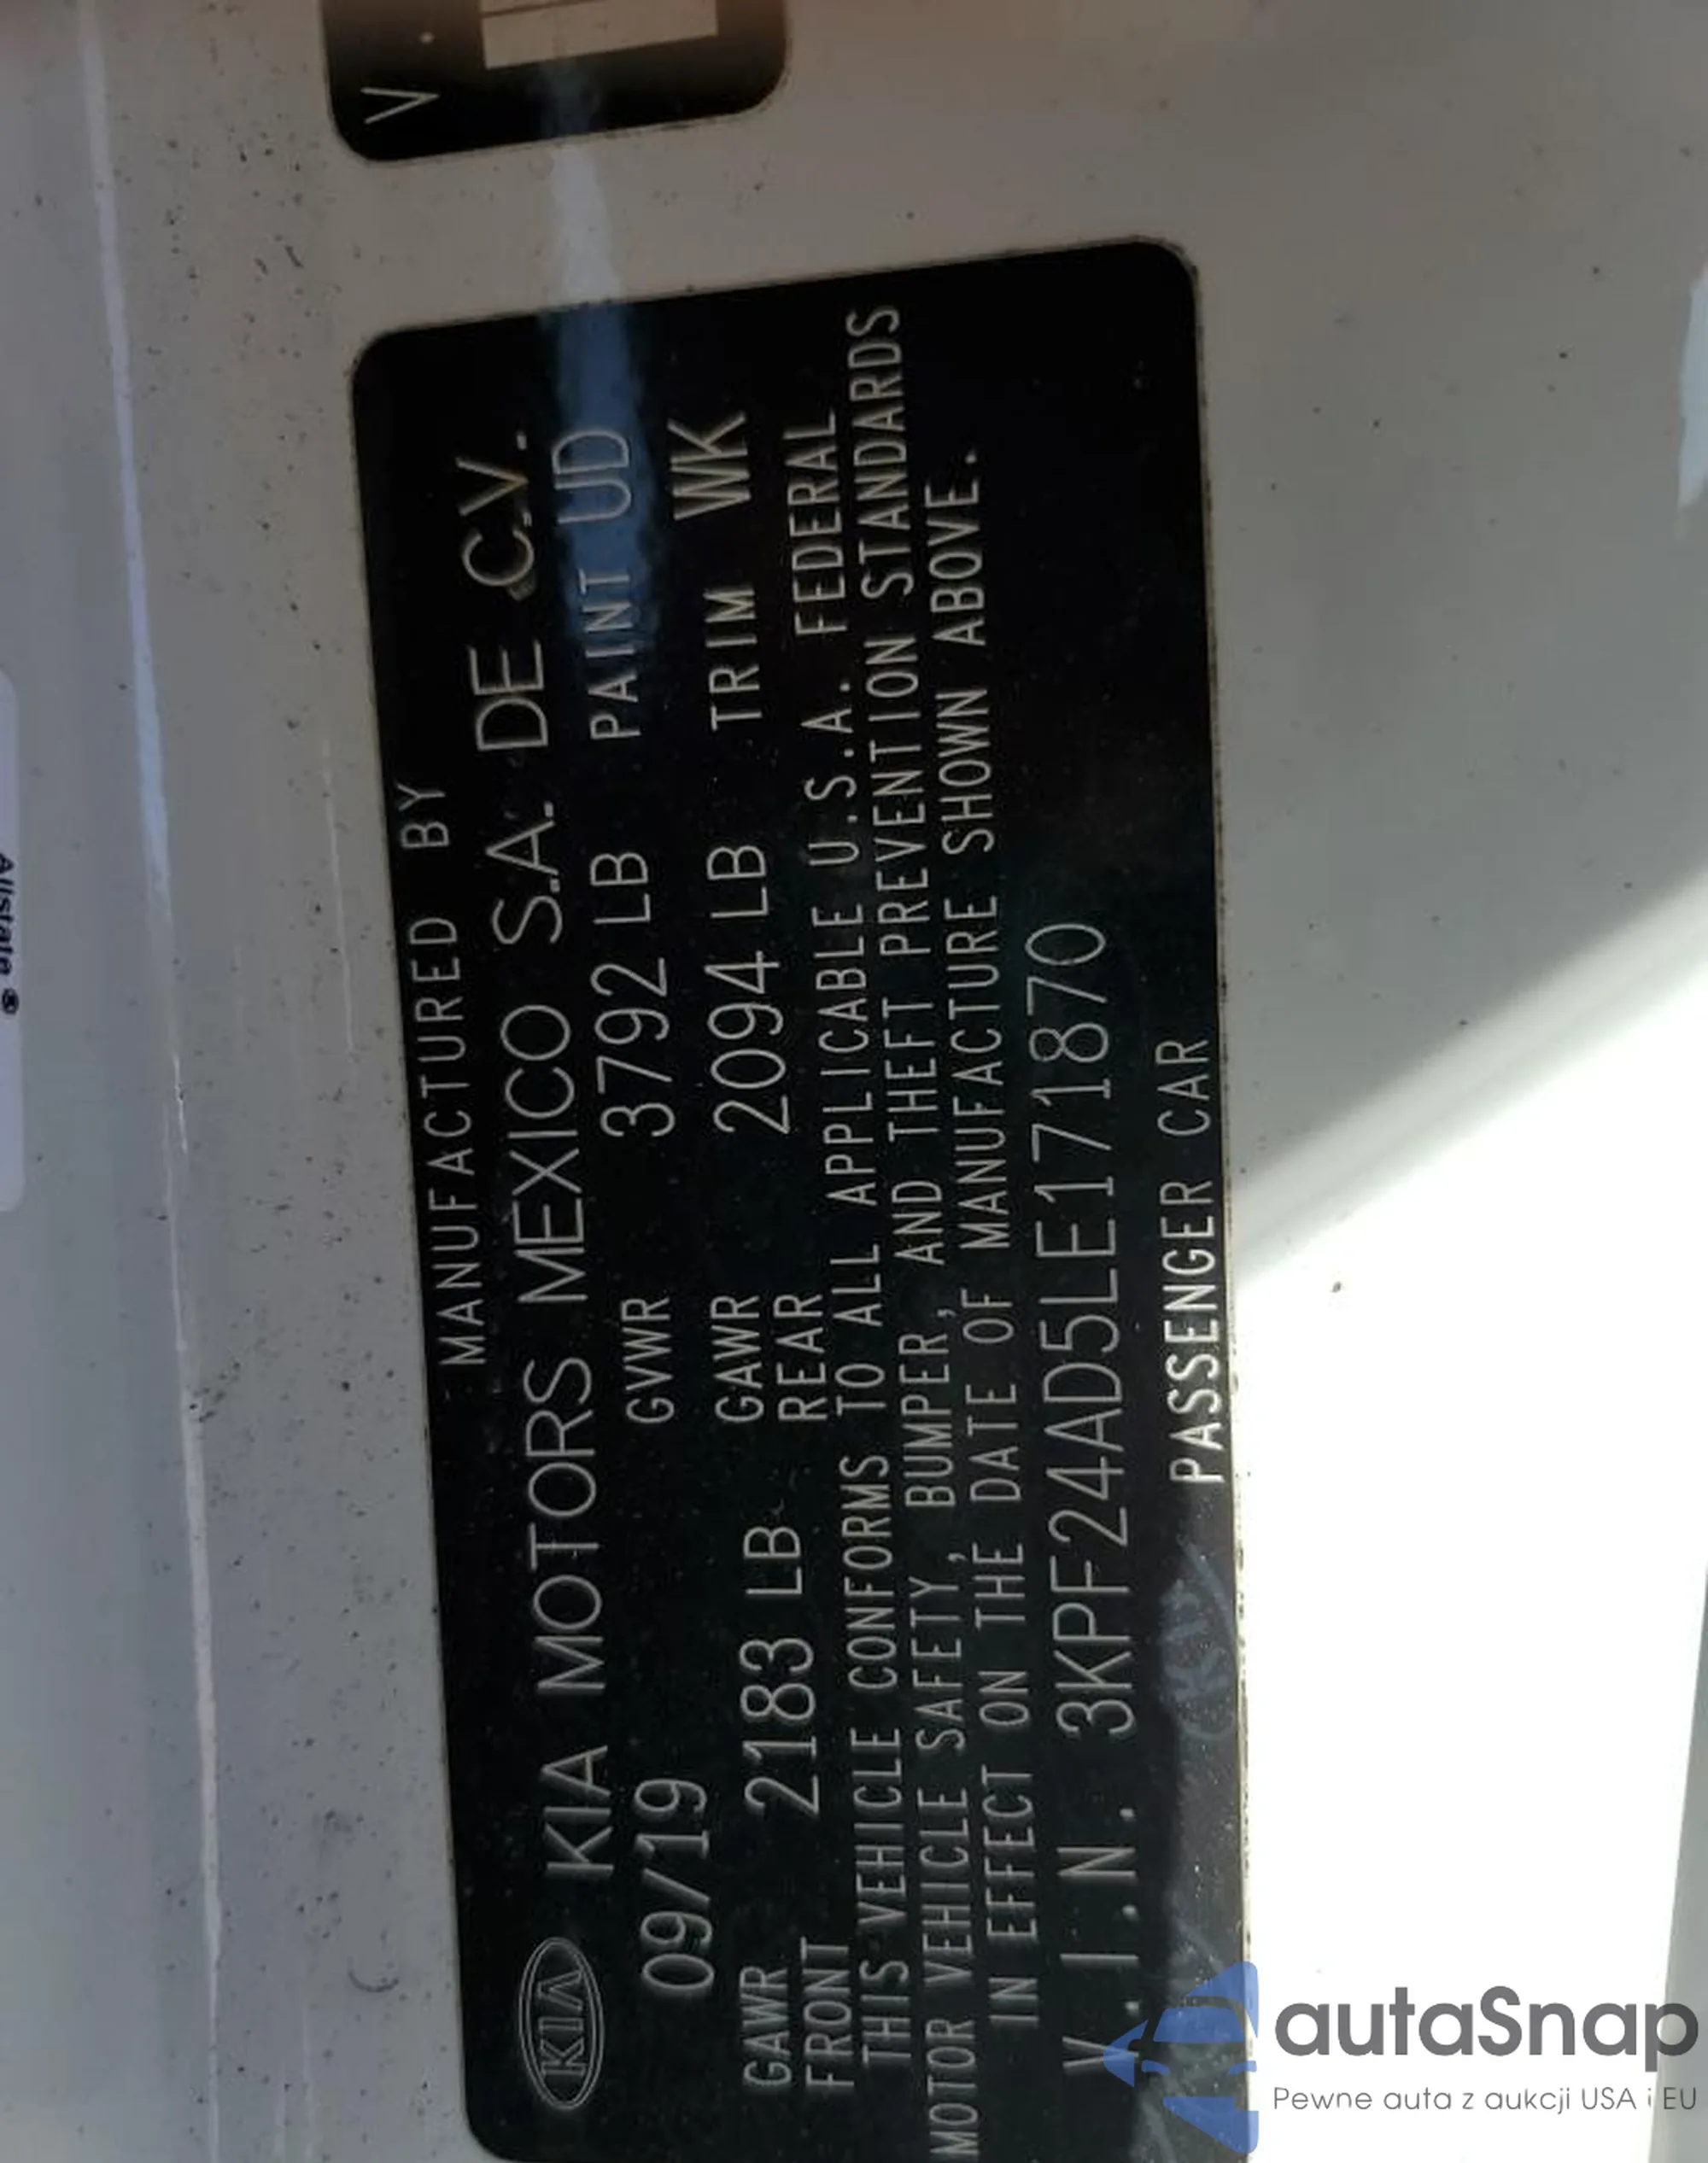 V.
MANUFACTURED BY
KIA KIA MOTORS MEXICO S.A. DE C.V.
09/19 GVWR 3792 LB PAINT UD
GAWR FRONT 2183 LB GAWR REAR 2094 LB TRIM WK
THIS VEHICLE CONFORMS TO ALL APPLICABLE U.S.A. FEDERAL
MOTOR VEHICLE SAFETY, BUMPER, AND THEFT PREVENTION STANDARDS
IN EFFECT ON THE DATE OF MANUFACTURE SHOWN ABOVE.
V.I.N. 3KPF24AD5LE171870
PASSENGER CAR
Allstate®
autaSnap
Pewne auta z aukcji USA i EU